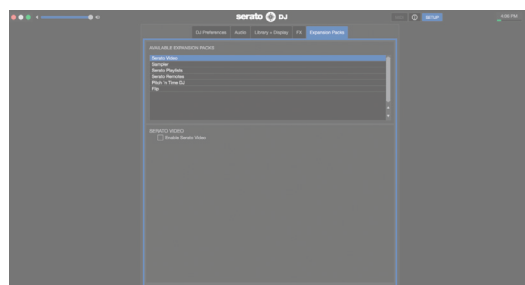 serato DJ
SETUP
DJ Preferences Audio Library + Display FX Expansion Packs
AVAILABLE EXPANSION PACKS
Serato Video
Sampler
Serato Playlists
Serato Remotes
Pitch 'n Time DJ
Flip
SERATO VIDEO
Enable Serato Video